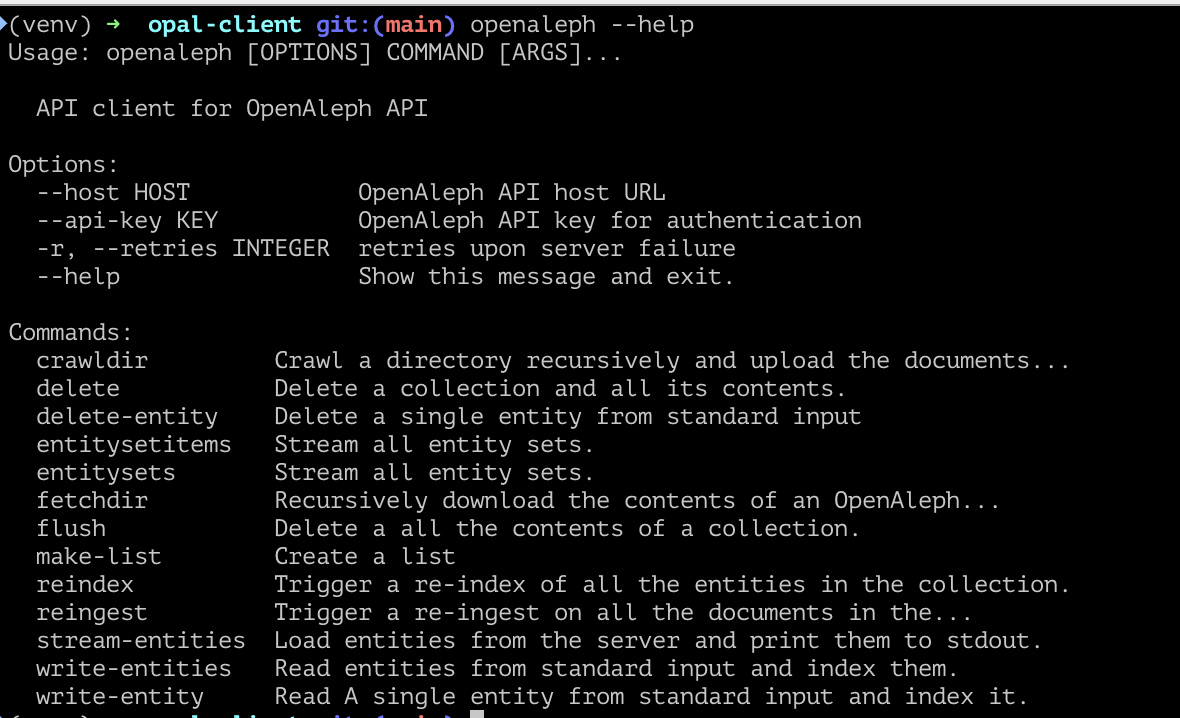 (venv) ➜ opal-client git:(main) openaleph --help
Usage: openaleph [OPTIONS] COMMAND [ARGS]...

  API client for OpenAleph API

Options:
  --host HOST            OpenAleph API host URL
  --api-key KEY          OpenAleph API key for authentication
  -r, --retries INTEGER  retries upon server failure
  --help                 Show this message and exit.

Commands:
  crawldir         Crawl a directory recursively and upload the documents...
  delete           Delete a collection and all its contents.
  delete-entity    Delete a single entity from standard input
  entitysetitems   Stream all entity sets.
  entitysets       Stream all entity sets.
  fetchdir         Recursively download the contents of an OpenAleph...
  flush            Delete a all the contents of a collection.
  make-list        Create a list
  reindex          Trigger a re-index of all the entities in the collection.
  reingest         Trigger a re-ingest on all the documents in the...
  stream-entities  Load entities from the server and print them to stdout.
  write-entities   Read entities from standard input and index them.
  write-entity     Read A single entity from standard input and index it.